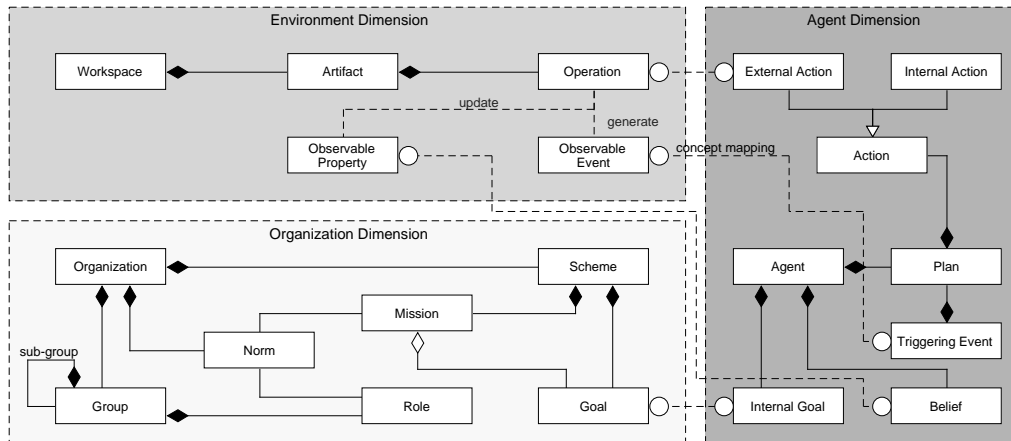 Environment Dimension
Agent Dimension
Workspace
Artifact
Operation
External Action
Internal Action
update
generate
Observable
Property
Observable
Event
concept mapping
Action
Organization Dimension
Organization
Scheme
Agent
Plan
Mission
Norm
Triggering Event
sub-group
Group
Role
Goal
Internal Goal
Belief